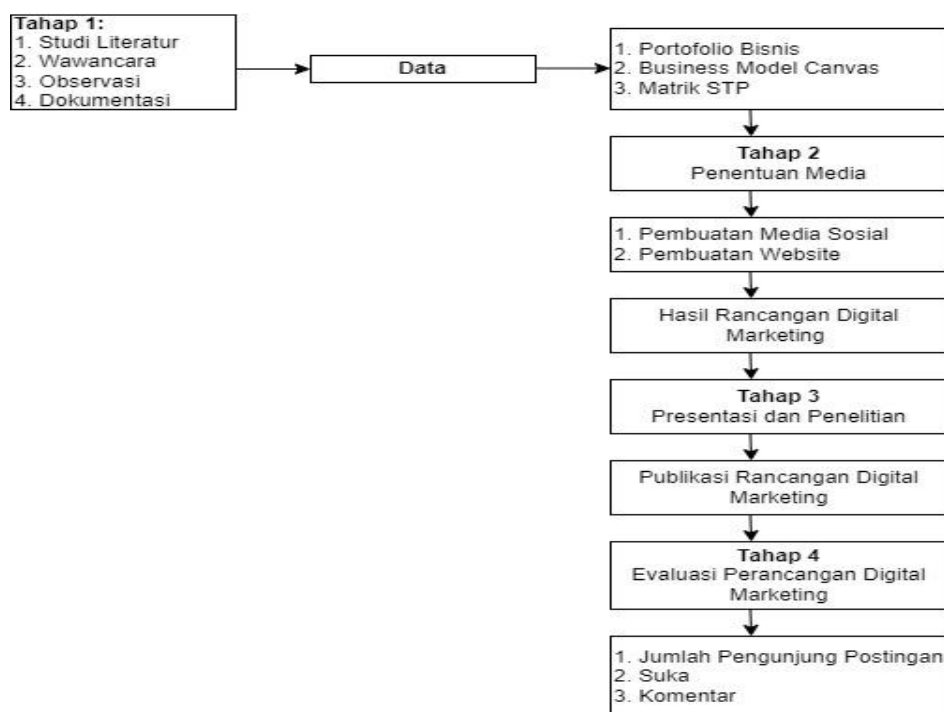 Tahap 1:
1. Studi Literatur
2. Wawancara
3. Observasi
4. Dokumentasi
Data
1. Portofolio Bisnis
2. Business Model Canvas
3. Matrik STP
Tahap 2
Penentuan Media
1. Pembuatan Media Sosial
2. Pembuatan Website
Hasil Rancangan Digital
Marketing
Tahap 3
Presentasi dan Penelitian
Publikasi Rancangan Digital
Marketing
Tahap 4
Evaluasi Perancangan Digital
Marketing
1. Jumlah Pengunjung Postingan
2. Suka
3. Komentar